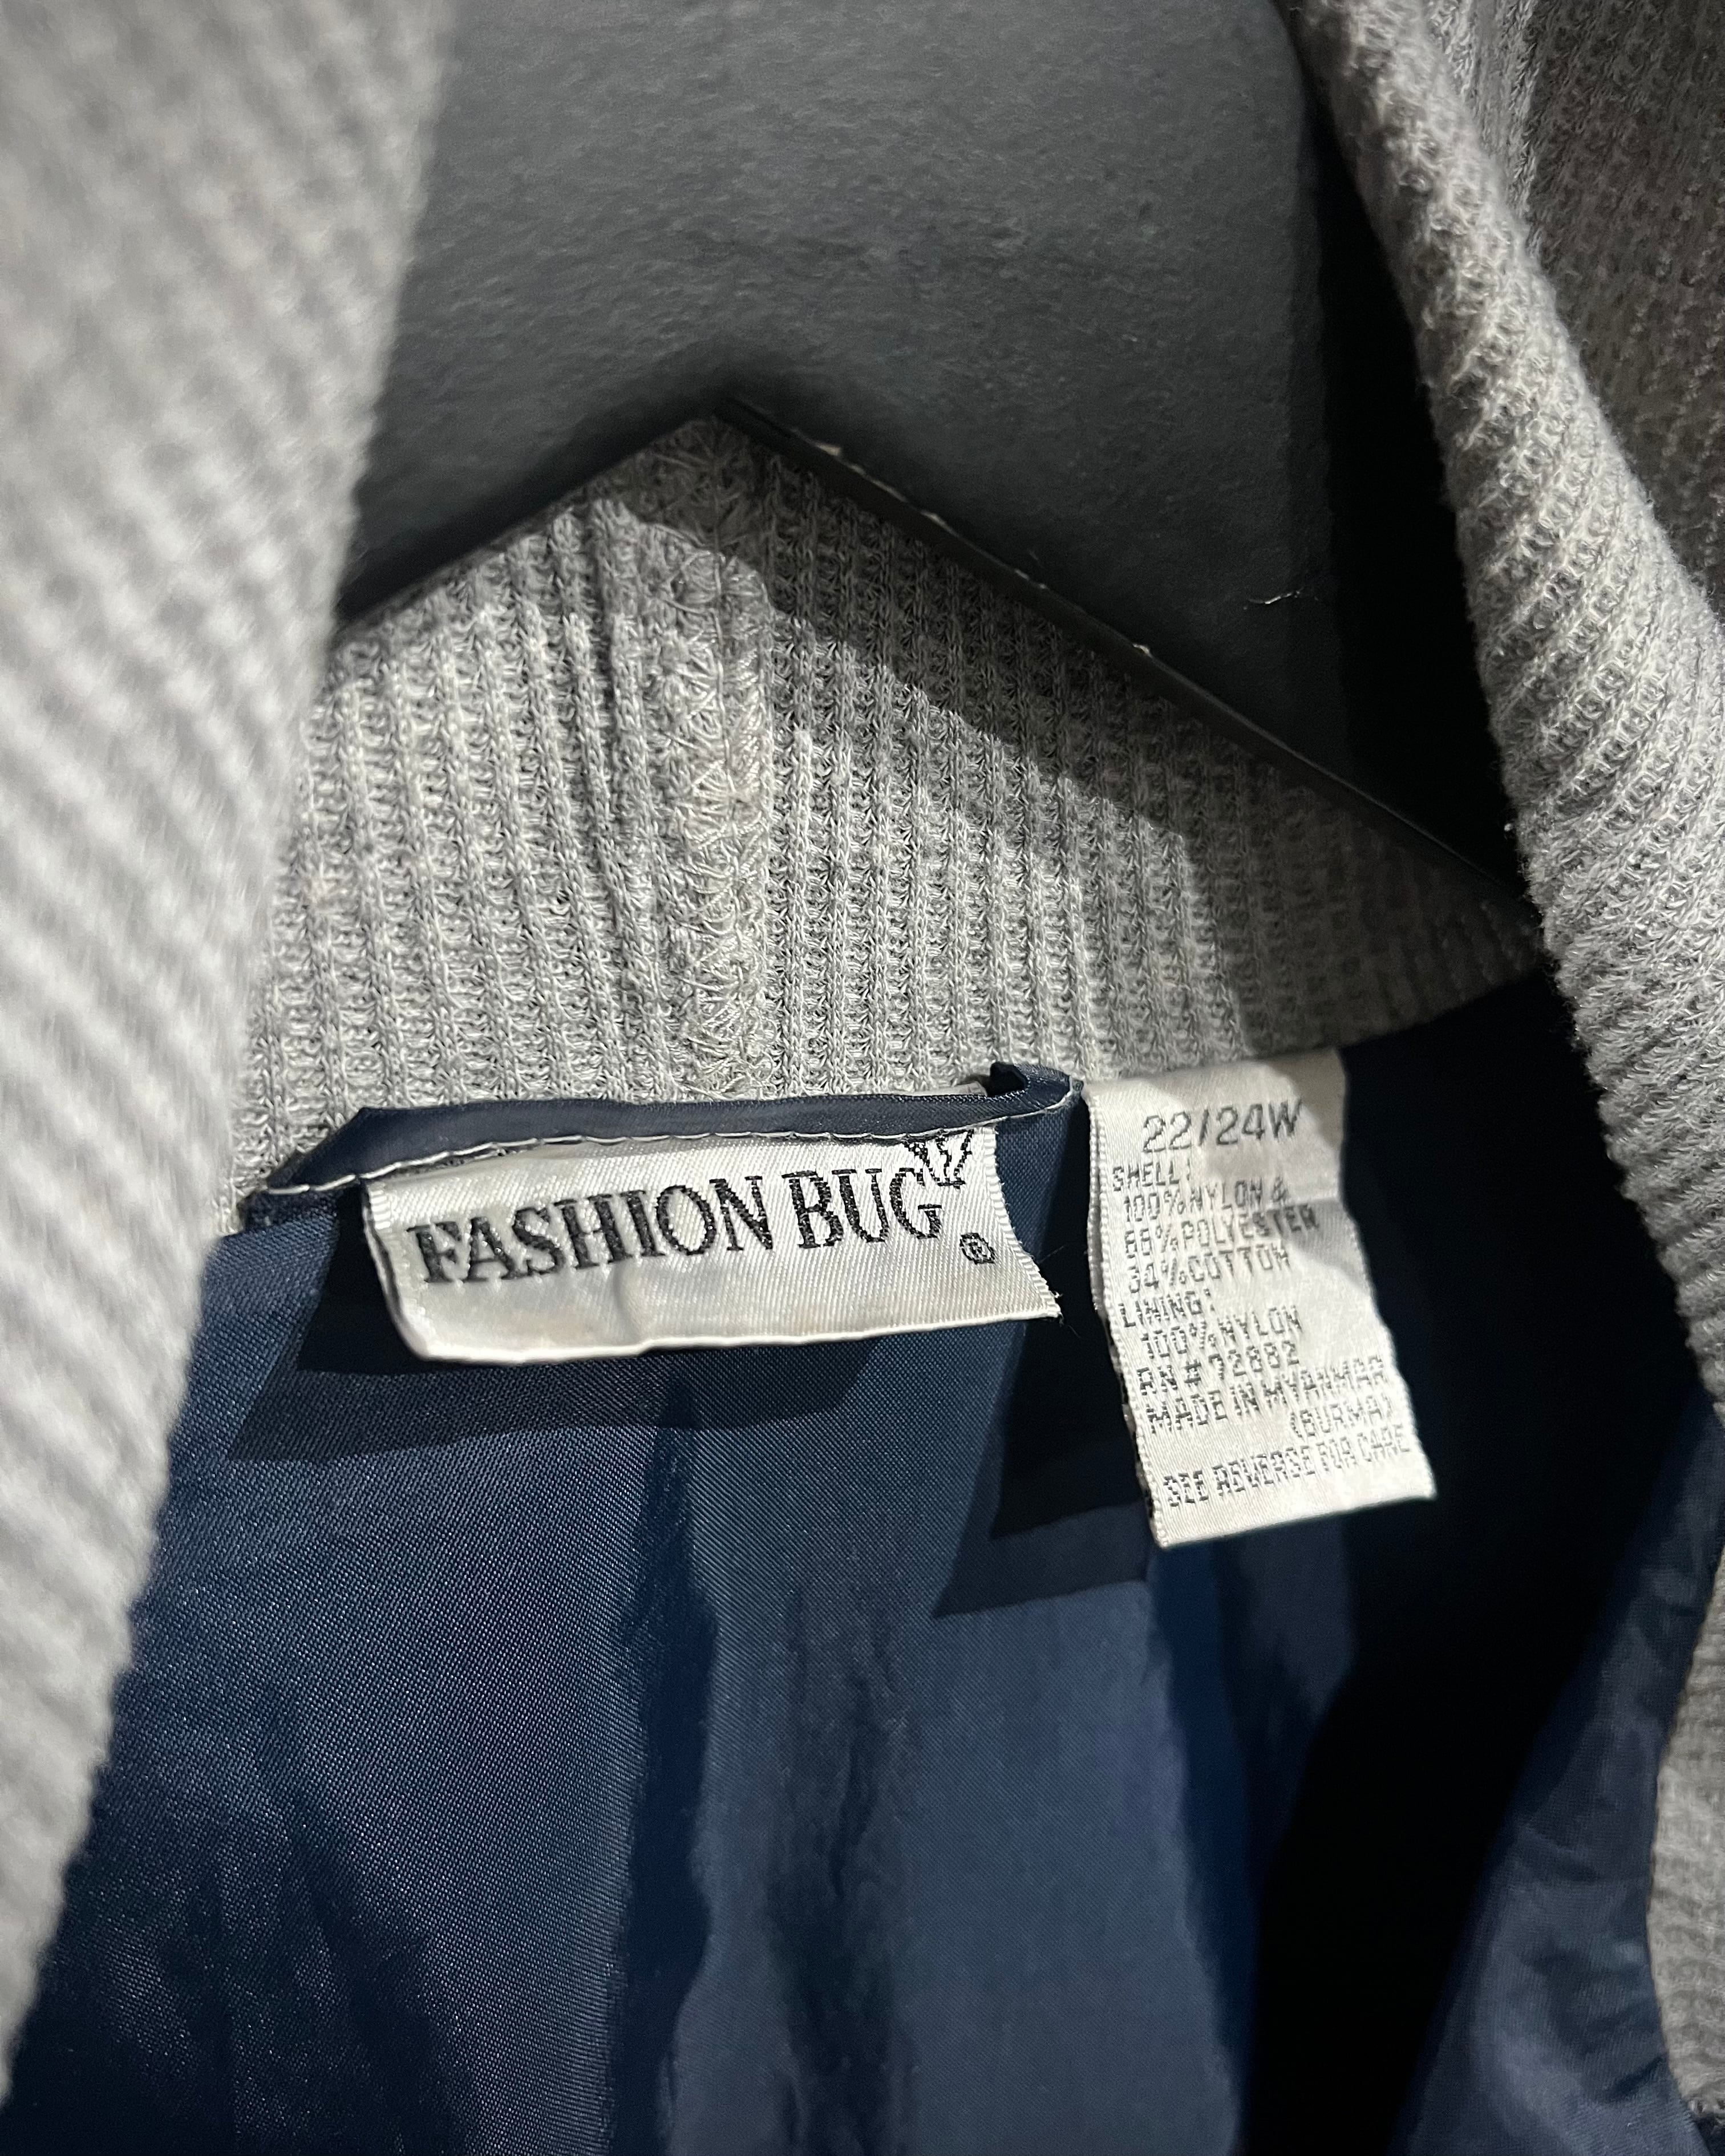 FASHION BUG
®
22/24W
SHELL:
100% NYLON &
66% POLYESTER
34% COTTON
LINING:
100% NYLON
RN# 72882
MADE IN MYANMAR
(BURMA)
SEE REVERSE FOR CARE